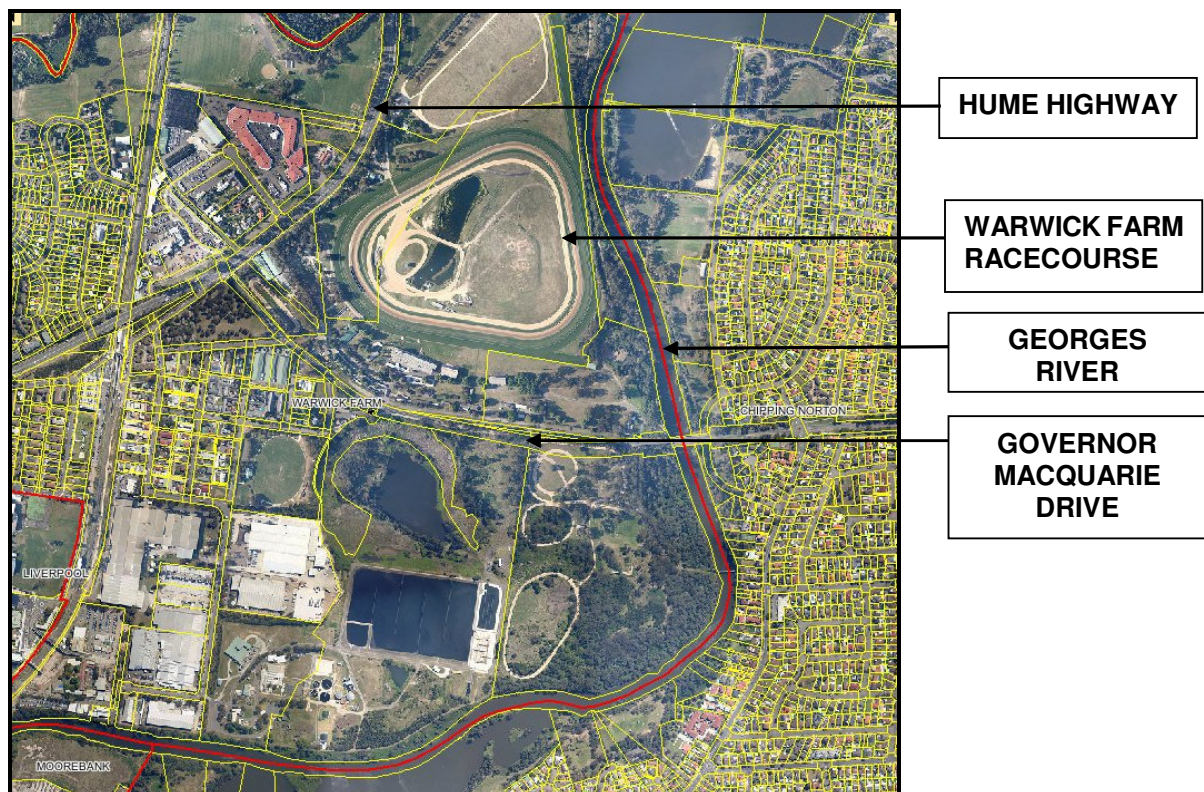 HUME HIGHWAY
WARWICK FARM
RACECOURSE
GEORGES
RIVER
WARWICK FARM
CHIPPING NORTON
GOVERNOR
MACQUARIE
DRIVE
LIVERPOOL
MOOREBANK